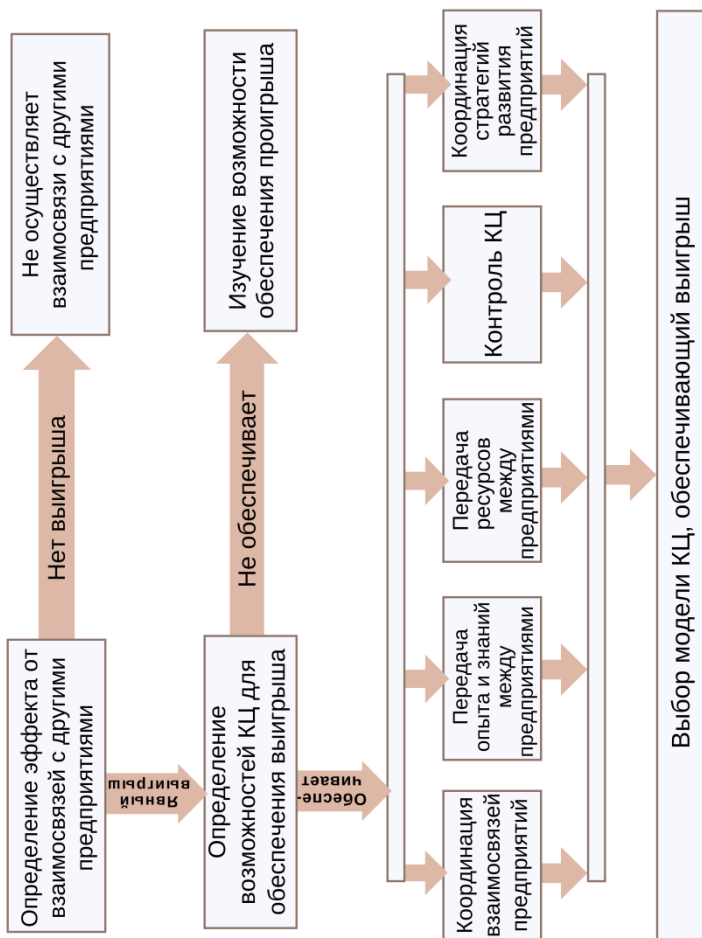 Определение эффекта от
взаимосвязей с другими
предприятиями
Нет выигрыша
Не осуществляет
взаимосвязи с другими
предприятиями
Явный
выигрыш
Определение
возможностей КЦ для
обеспечения выигрыша
Не обеспечивает
Изучение возможности
обеспечения проигрыша
Обеспе-
чивает
Координация
взаимосвязей
предприятий
Передача
опыта и знаний
между
предприятиями
Передача
ресурсов
между
предприятиями
Контроль КЦ
Координация
стратегий
развития
предприятий
Выбор модели КЦ, обеспечивающий выигрыш